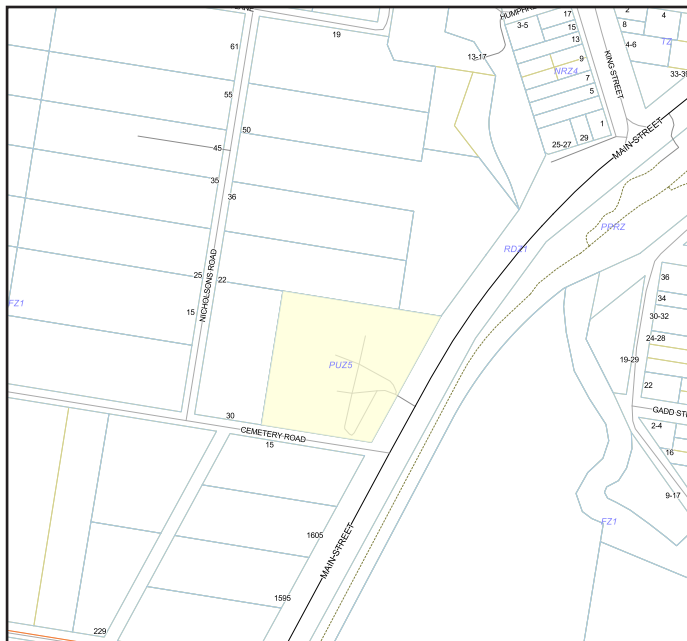 LANE
19
HUMPHR
3-5
17
15
13
9
7
5
1
13-17
NRZ4
25-27
29
KING STREET
2
8
4
4-6
TZ
33-39
MAIN-STREET
61
55
50
45
35
36
25
22
15
NICHOLSONS ROAD
FZ1
RDZ1
PPRZ
36
34
30-32
24-28
19-29
22
GADD ST
2-4
16
9-17
PUZ5
30
CEMETERY ROAD
15
1605
MAIN-STREET
1595
FZ1
229